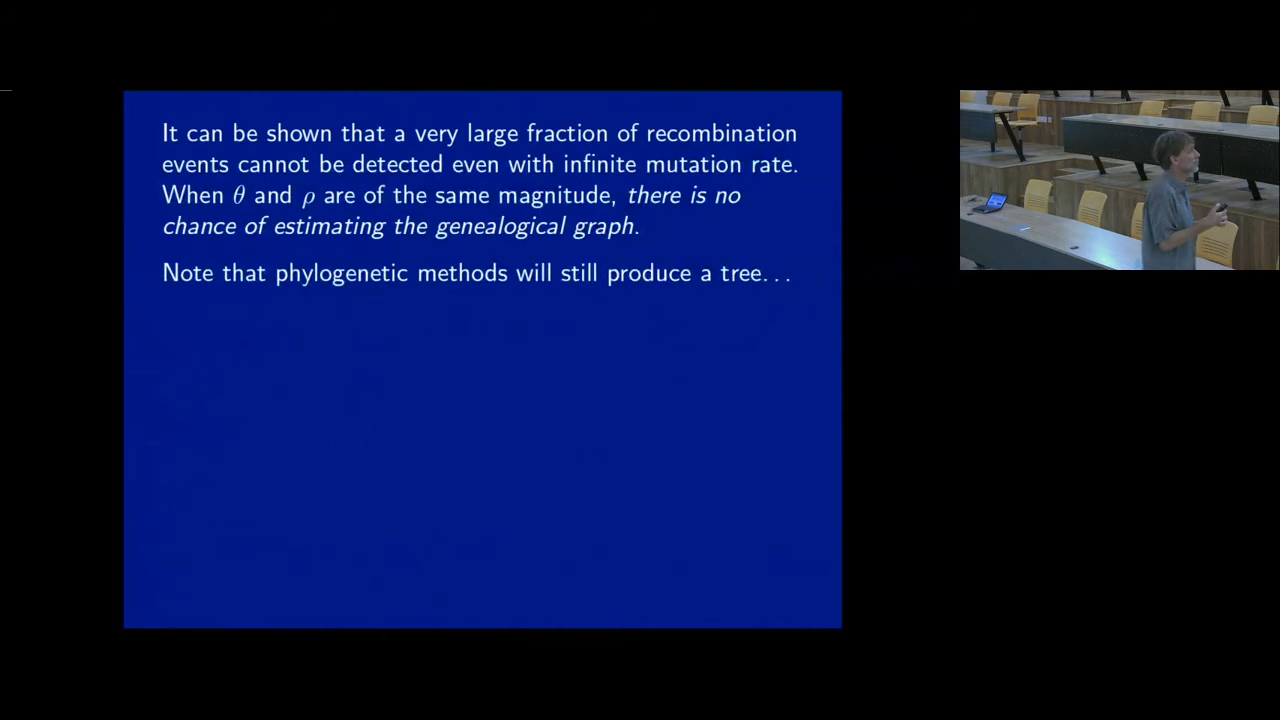 It can be shown that a very large fraction of recombination
events cannot be detected even with infinite mutation rate.
When θ and ρ are of the same magnitude, there is no
chance of estimating the genealogical graph.
Note that phylogenetic methods will still produce a tree...